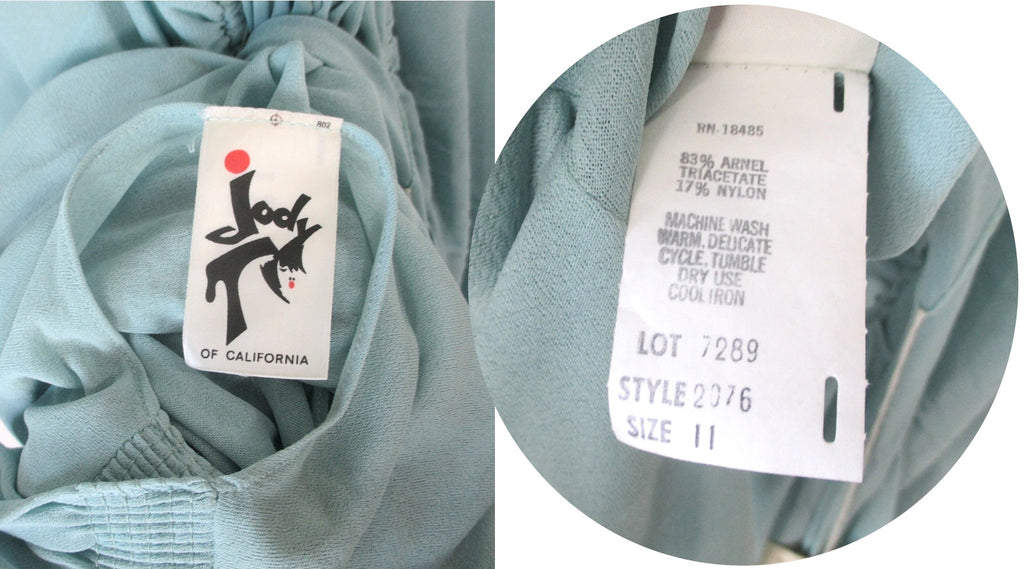 802
Jody T
OF CALIFORNIA
RN-18485
83% ARNEL
TRIACETATE
17% NYLON
MACHINE WASH
WARM, DELICATE
CYCLE, TUMBLE
DRY USE
COOL IRON
LOT 7289
STYLE 2076
SIZE 11